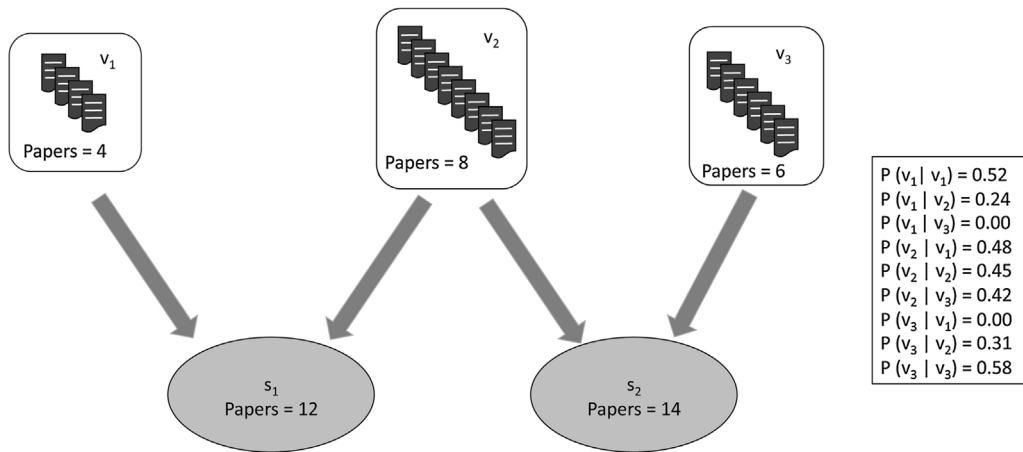 v₁
Papers = 4
v₂
Papers = 8
v₃
Papers = 6
s₁
Papers = 12
s₂
Papers = 14
P (v₁| v₁) = 0.52
P (v₁ | v₂) = 0.24
P (v₁ | v₃) = 0.00
P (v₂ | v₁) = 0.48
P (v₂ | v₂) = 0.45
P (v₂ | v₃) = 0.42
P (v₃ | v₁) = 0.00
P (v₃ | v₂) = 0.31
P (v₃ | v₃) = 0.58